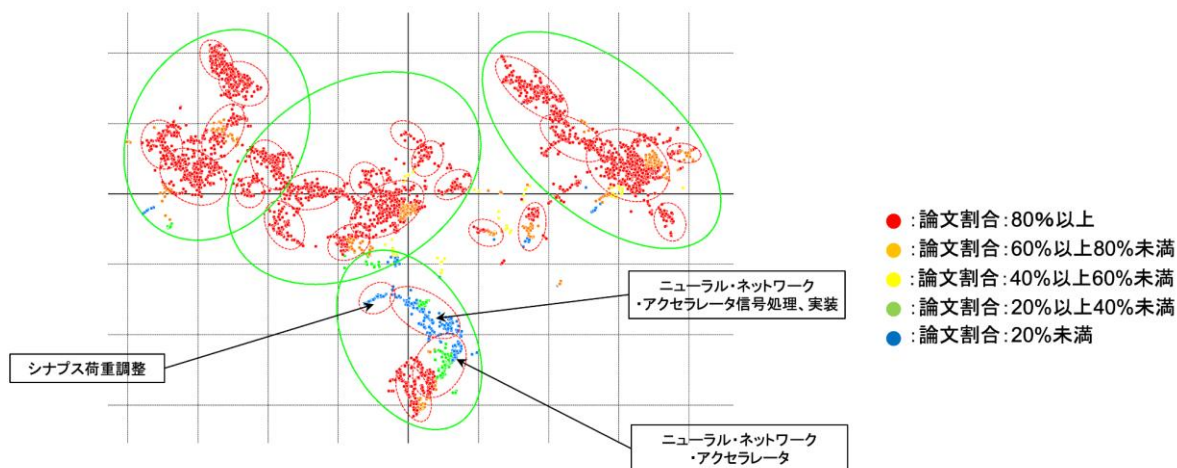 ニューラル・ネットワーク
・アクセラレータ信号処理、実装
シナプス荷重調整
ニューラル・ネットワーク
・アクセラレータ
:論文割合:80%以上
:論文割合:60%以上80%未満
:論文割合:40%以上60%未満
:論文割合:20%以上40%未満
:論文割合:20%未満